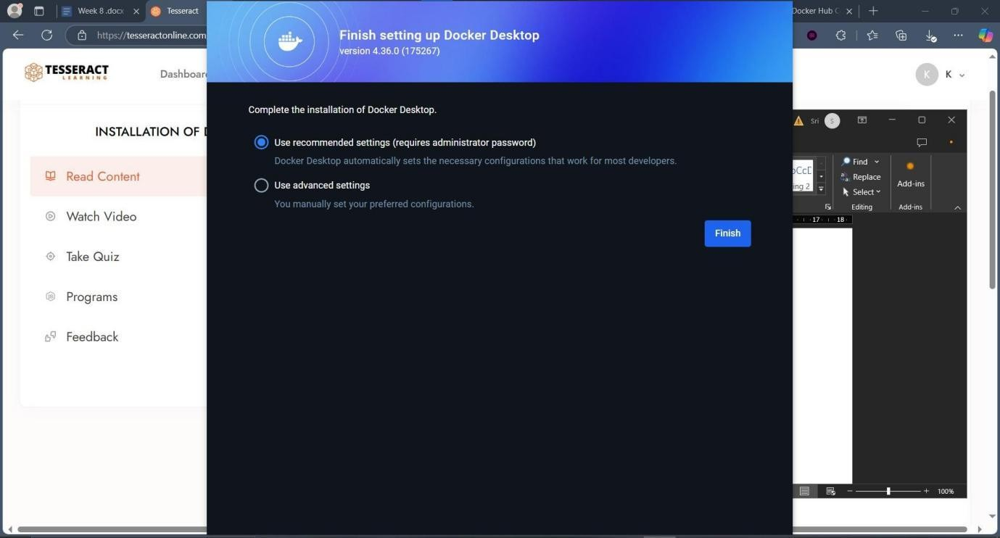 Week 8 .docx
Tesseract
Docker Hub C
https://tesseractonline.com
TESSERACT
LEARNING
Dashboar
K
K
INSTALLATION OF
Read Content
Watch Video
Take Quiz
Programs
Feedback
Finish setting up Docker Desktop
version 4.36.0 (175267)
Complete the installation of Docker Desktop.
Use recommended settings (requires administrator password)
Docker Desktop automatically sets the necessary configurations that work for most developers.
Use advanced settings
You manually set your preferred configurations.
Finish
Sri
S
Find
Replace
Select
Editing
Add-ins
Add-ins
ing 2
17 18
100%